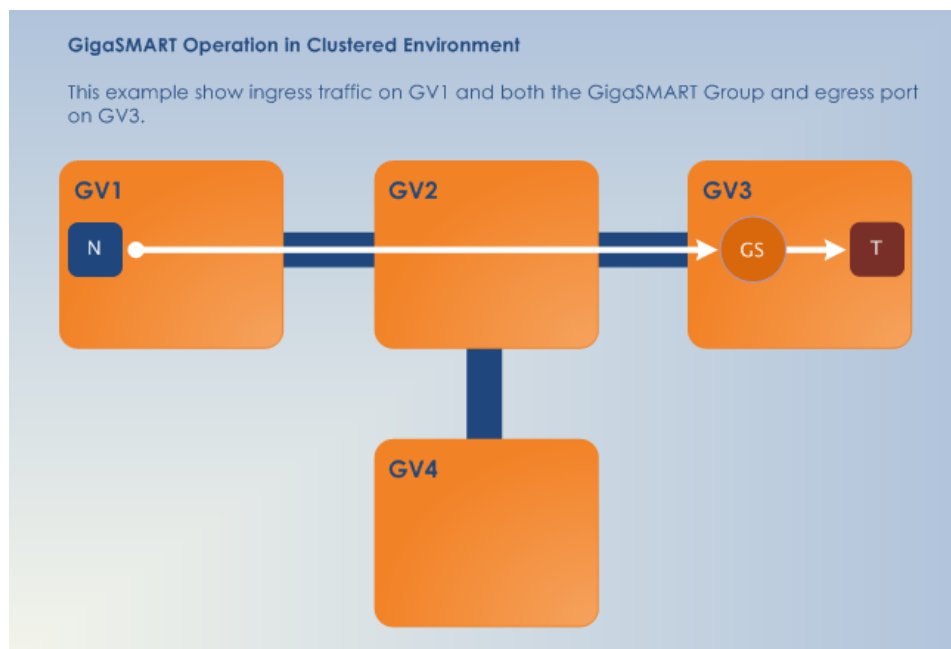 GigaSMART Operation in Clustered Environment
This example show ingress traffic on GV1 and both the GigaSMART Group and egress port
on GV3.
GV1
GV2
GV3
N
GS
T
GV4